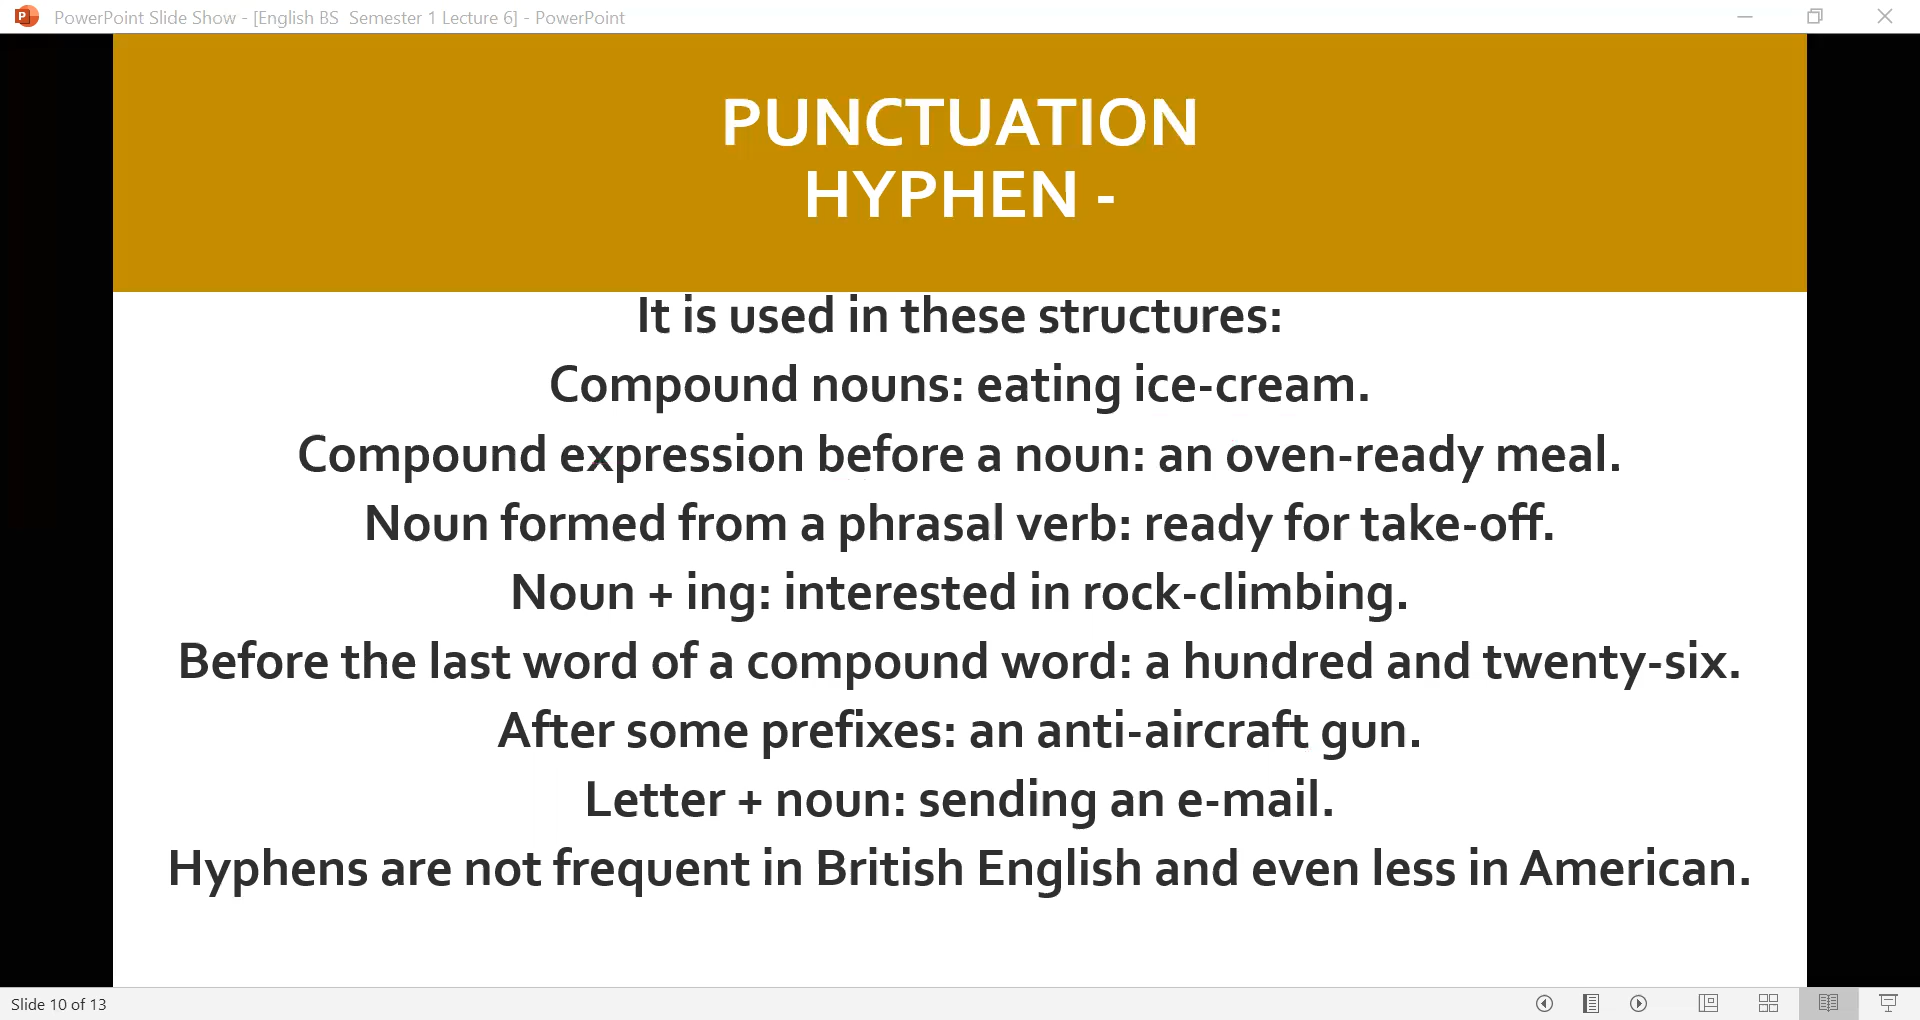 PowerPoint Slide Show - [English BS  Semester 1 Lecture 6] - PowerPoint
PUNCTUATION
HYPHEN -
It is used in these structures:
Compound nouns: eating ice-cream.
Compound expression before a noun: an oven-ready meal.
Noun formed from a phrasal verb: ready for take-off.
Noun + ing: interested in rock-climbing.
Before the last word of a compound word: a hundred and twenty-six.
After some prefixes: an anti-aircraft gun.
Letter + noun: sending an e-mail.
Hyphens are not frequent in British English and even less in American.
Slide 10 of 13